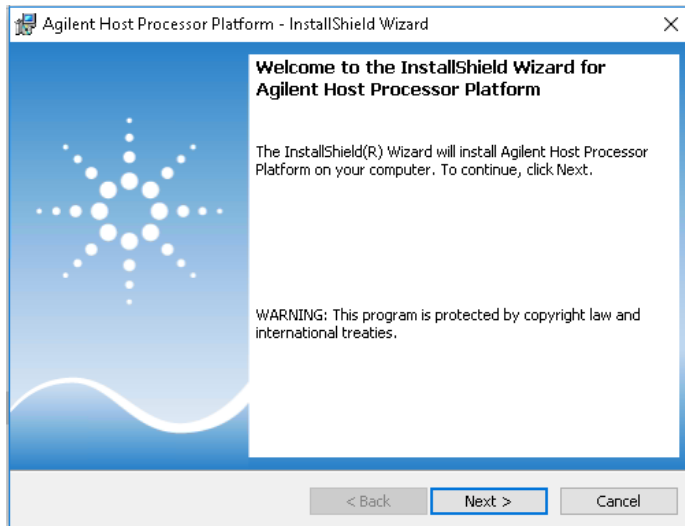 Agilent Host Processor Platform - InstallShield Wizard
Welcome to the InstallShield Wizard for
Agilent Host Processor Platform
The InstallShield(R) Wizard will install Agilent Host Processor
Platform on your computer. To continue, click Next.
WARNING: This program is protected by copyright law and
international treaties.
< Back
Next >
Cancel